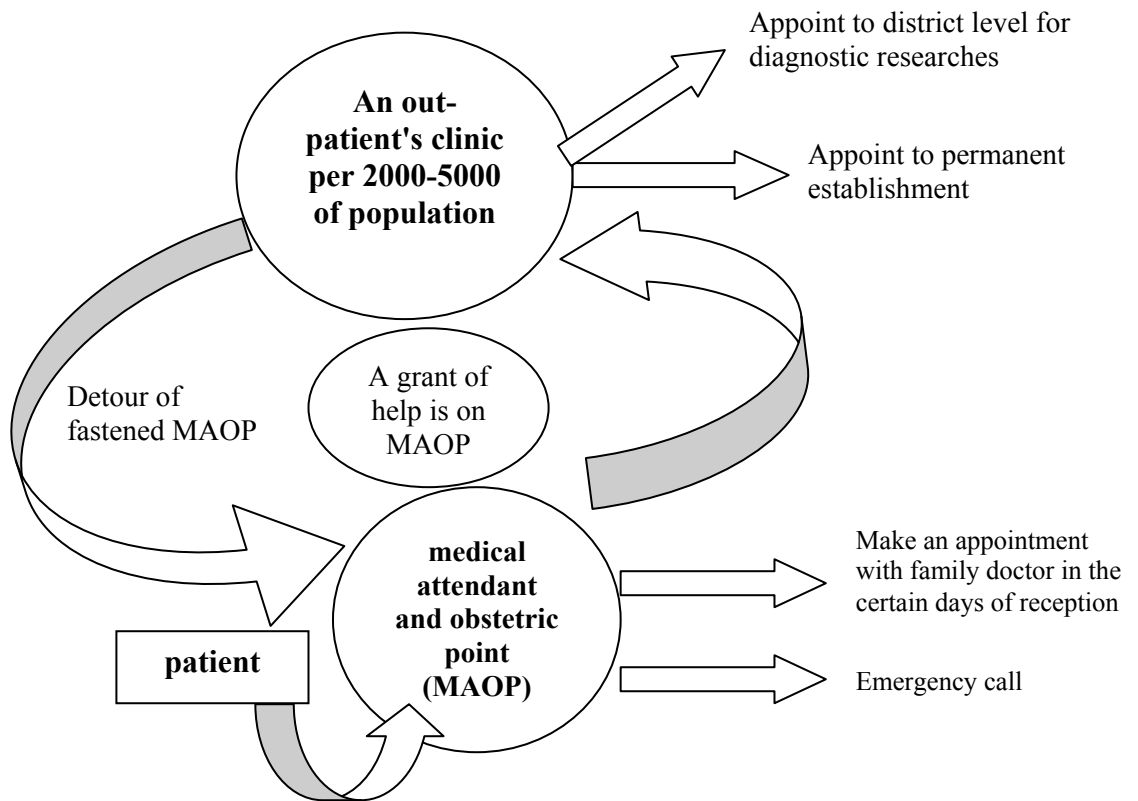 Appoint to district level for
diagnostic researches
An out-
patient's clinic
per 2000-5000
of population
Appoint to permanent
establishment
Detour of
fastened MAOP
A grant of
help is on
MAOP
medical
attendant
and obstetric
point
(MAOP)
Make an appointment
with family doctor in the
certain days of reception
patient
Emergency call